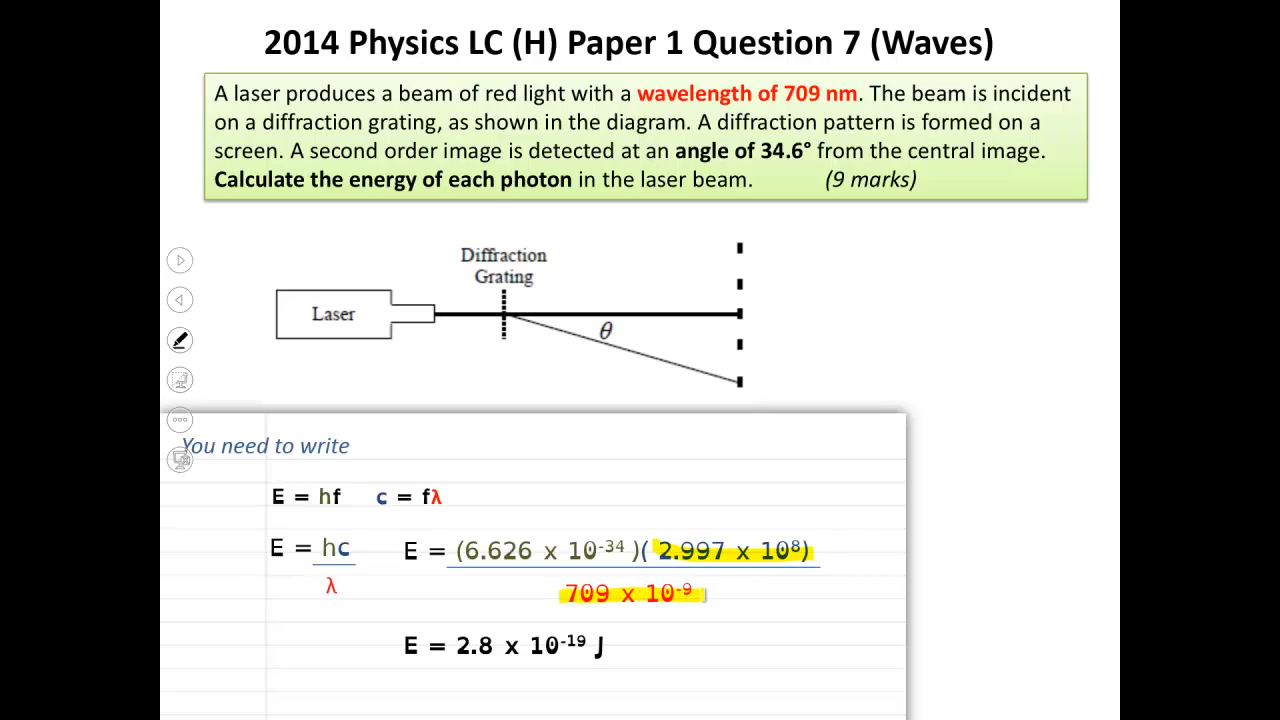 2014 Physics LC (H) Paper 1 Question 7 (Waves)
A laser produces a beam of red light with a wavelength of 709 nm. The beam is incident
on a diffraction grating, as shown in the diagram. A diffraction pattern is formed on a
screen. A second order image is detected at an angle of 34.6° from the central image.
Calculate the energy of each photon in the laser beam. (9 marks)
Diffraction
Grating
Laser
θ
You need to write
E = hf c = fλ
E = hc E = (6.626 x 10⁻³⁴ )( 2.997 x 10⁸)
λ 709 x 10⁻⁹
E = 2.8 x 10⁻¹⁹ J